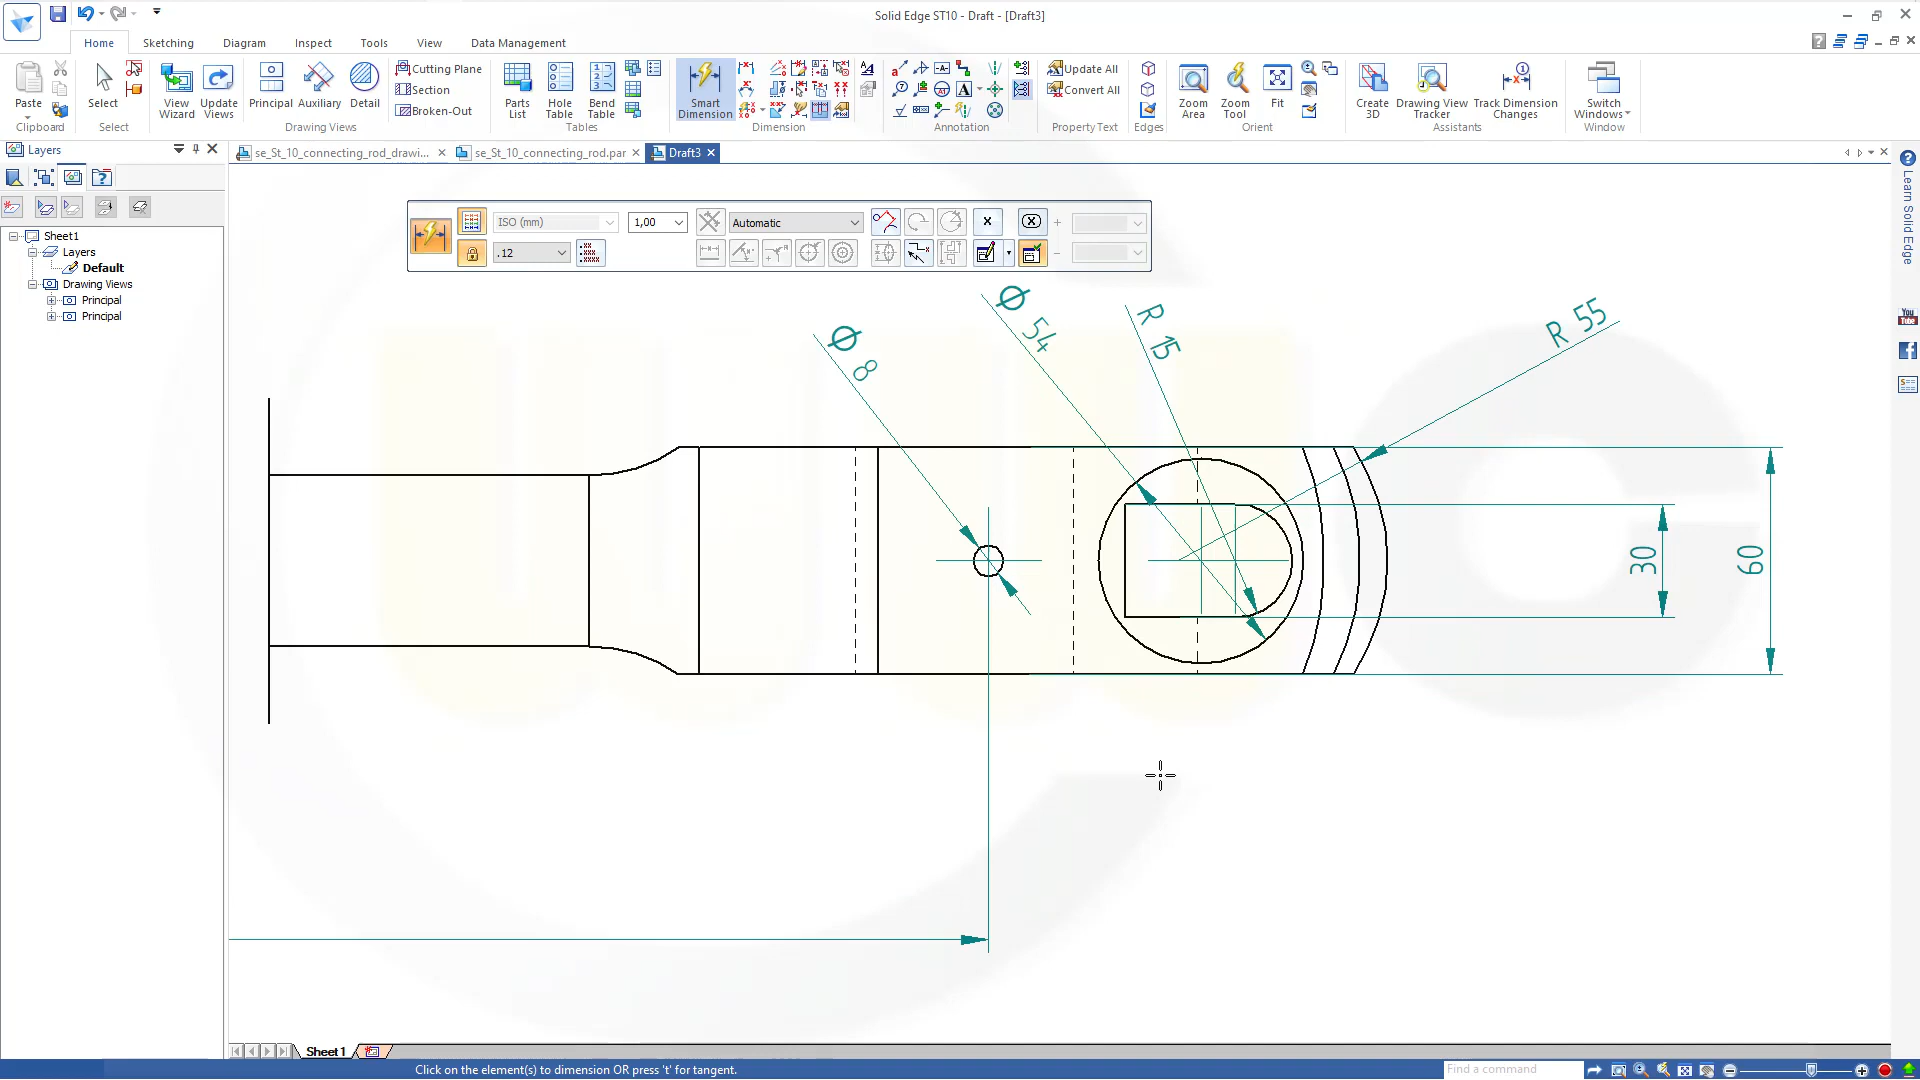 Solid Edge ST10 - Draft - [Draft3]
Home Sketching Diagram Inspect Tools View Data Management
Paste
Clipboard
Select
Select
View Wizard
Update Views
Principal
Auxiliary
Detail
Cutting Plane
Section
Broken-Out
Drawing Views
Parts List
Hole Table
Bend Table
Tables
Smart Dimension
Dimension
Annotation
Update All
Convert All
Property Text
Edges
Zoom Area
Zoom Tool
Fit
Orient
Create 3D
Drawing View Tracker
Track Dimension Changes
Assistants
Switch Windows
Window
Layers
se_St_10_connecting_rod_drawi...
se_St_10_connecting_rod.par
Draft3
Sheet1
Layers
Default
Drawing Views
Principal
Principal
ISO (mm)
1,00
Automatic
.12
Ø 8
Ø 54
R 15
R 55
30
60
Learn Solid Edge
You Tube
Sheet1
Click on the element(s) to dimension OR press 't' for tangent.
Find a command